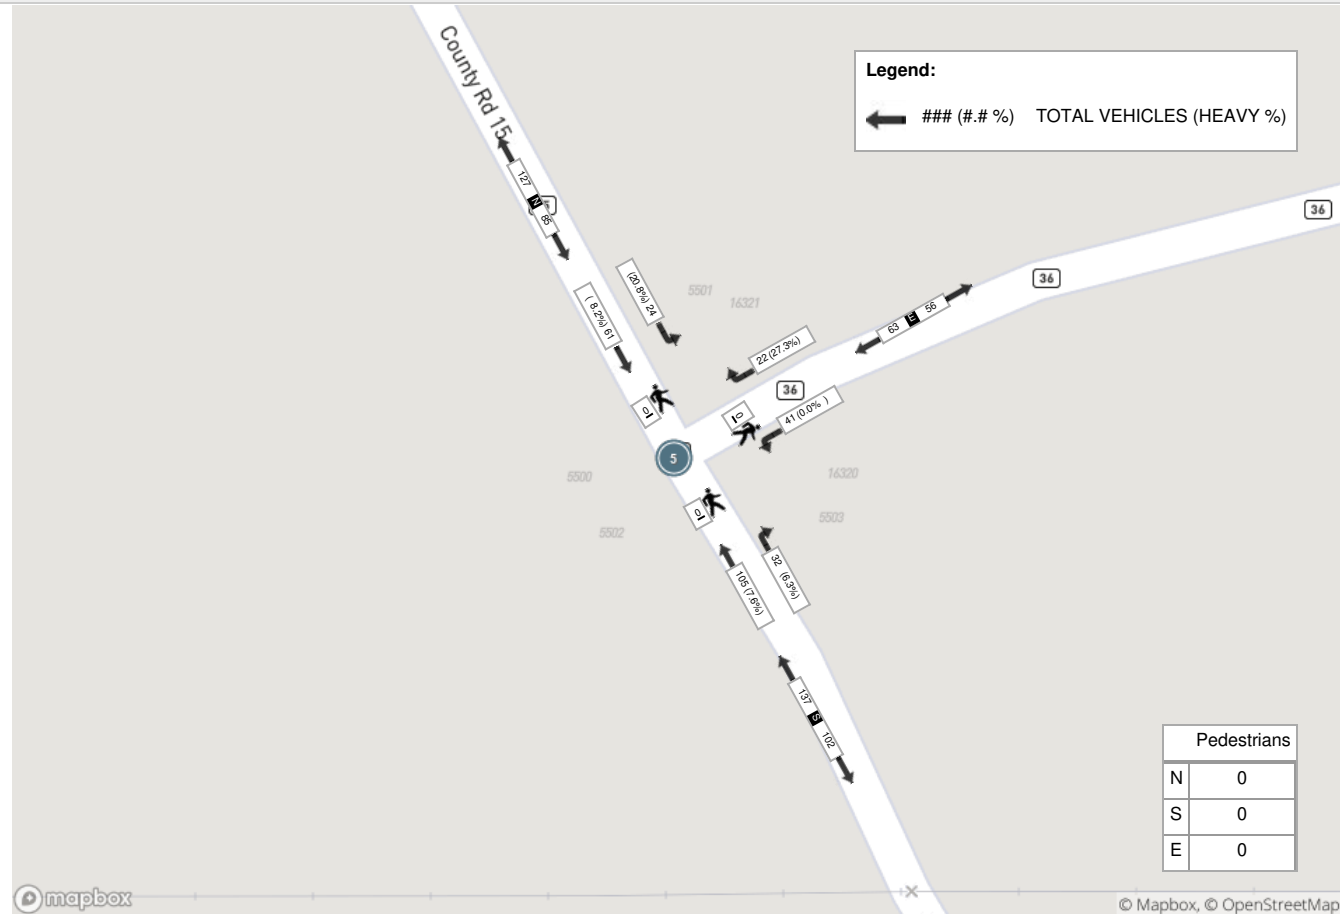 County Rd 15
Legend:
### (#.# %) TOTAL VEHICLES (HEAVY %)
127 N 85
36
36
(20.8%) 24
5501
16321
63 E 56
( 8.2%) 61
22 (27.3%)
36
0
0
41 (0.0% )
5
5500
16320
0
5503
5502
32 (6.3%)
105 (7.6%)
137 S 102
Pedestrians
N 0
S 0
E 0
mapbox
© Mapbox, © OpenStreetMap